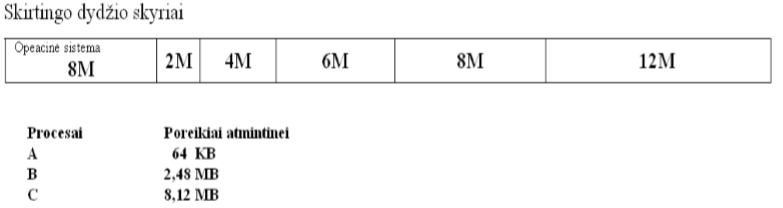 Skirtingo dydžio skyriai
Opeacinė sistema
8M 2M 4M 6M 8M 12M
Procesai Poreikiai atmintinei
A 64 KB
B 2,48 MB
C 8,12 MB